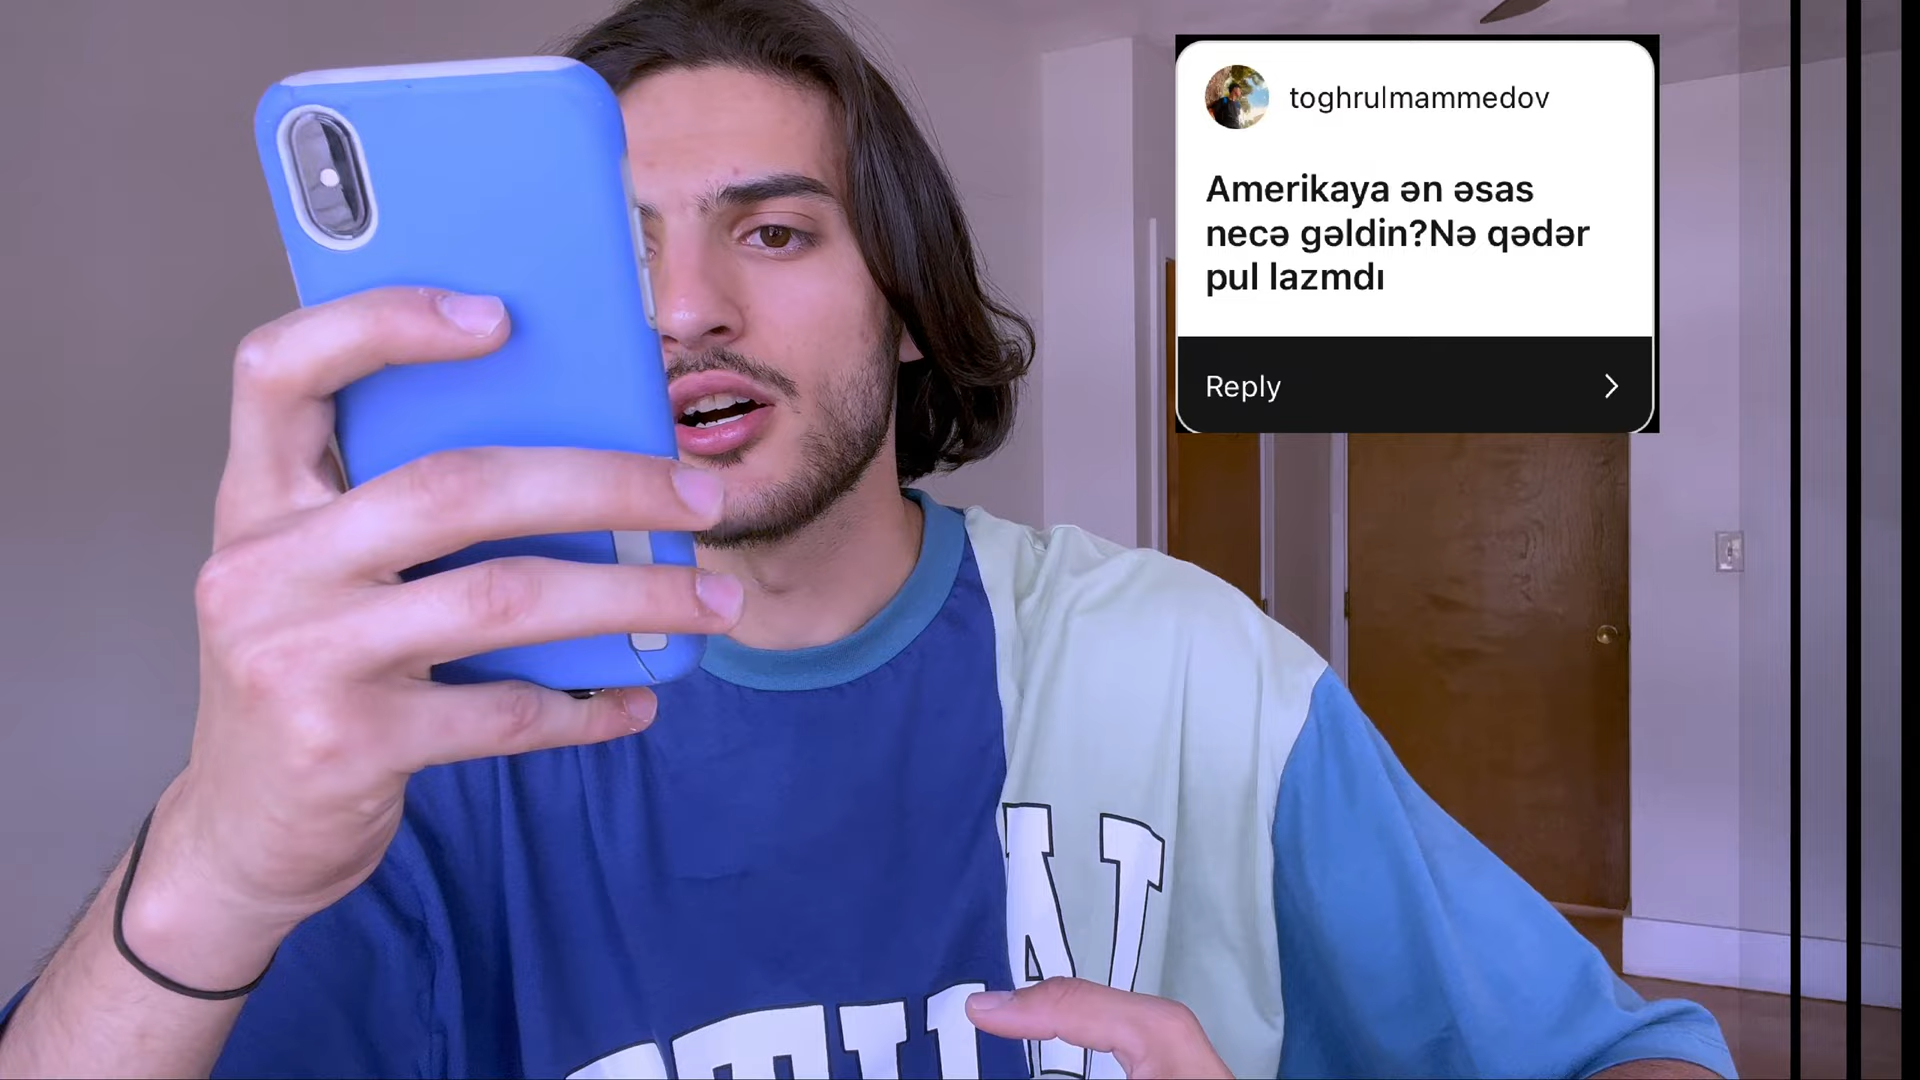 toghrulmammedov
Amerikaya ən əsas
necə gəldin?Nə qədər
pul lazmdı
Reply